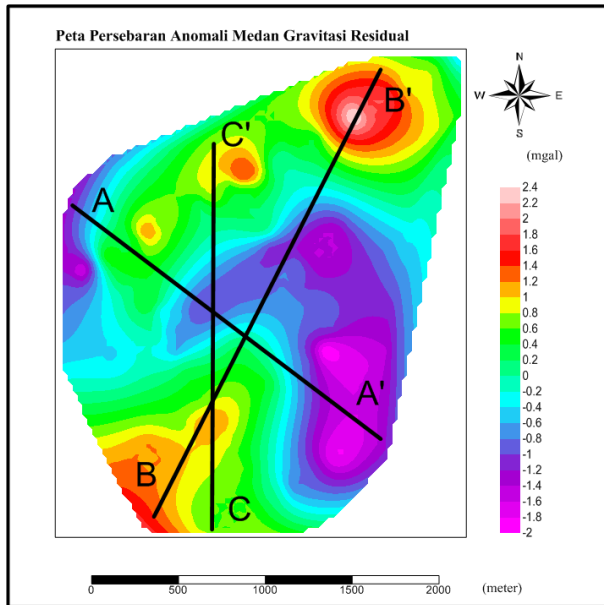 Peta Persebaran Anomali Medan Gravitasi Residual
N
W E
S
(mgal)
B'
C'
A
A'
B
C
2.4
2.2
2
1.8
1.6
1.4
1.2
1
0.8
0.6
0.4
0.2
0
-0.2
-0.4
-0.6
-0.8
-1
-1.2
-1.4
-1.6
-1.8
-2
0 500 1000 1500 2000 (meter)